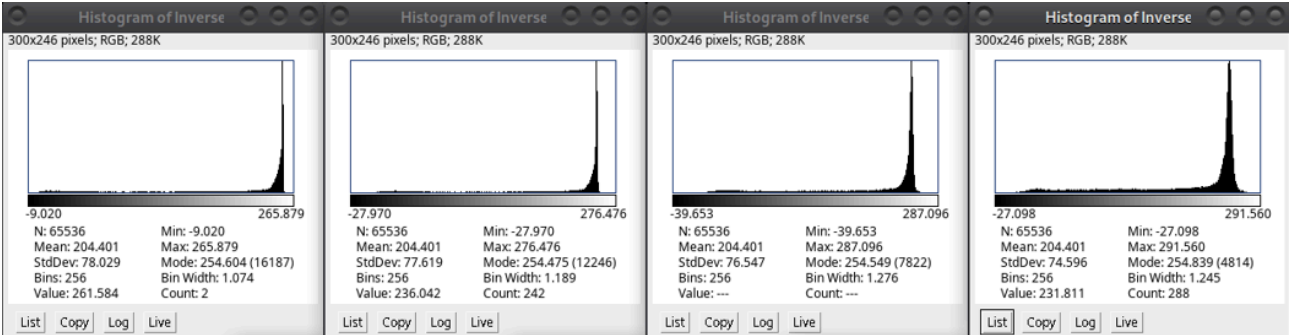 Histogram of Inverse
300x246 pixels; RGB; 288K
-9.020 265.879
N: 65536 Min: -9.020
Mean: 204.401 Max: 265.879
StdDev: 78.029 Mode: 254.604 (16187)
Bins: 256 Bin Width: 1.074
Value: 261.584 Count: 2
List Copy Log Live
Histogram of Inverse
300x246 pixels; RGB; 288K
-27.970 276.476
N: 65536 Min: -27.970
Mean: 204.401 Max: 276.476
StdDev: 77.619 Mode: 254.475 (12246)
Bins: 256 Bin Width: 1.189
Value: 236.042 Count: 242
List Copy Log Live
Histogram of Inverse
300x246 pixels; RGB; 288K
-39.653 287.096
N: 65536 Min: -39.653
Mean: 204.401 Max: 287.096
StdDev: 76.547 Mode: 254.549 (7822)
Bins: 256 Bin Width: 1.276
Value: --- Count: ---
List Copy Log Live
Histogram of Inverse
300x246 pixels; RGB; 288K
-27.098 291.560
N: 65536 Min: -27.098
Mean: 204.401 Max: 291.560
StdDev: 74.596 Mode: 254.839 (4814)
Bins: 256 Bin Width: 1.245
Value: 231.811 Count: 288
List Copy Log Live